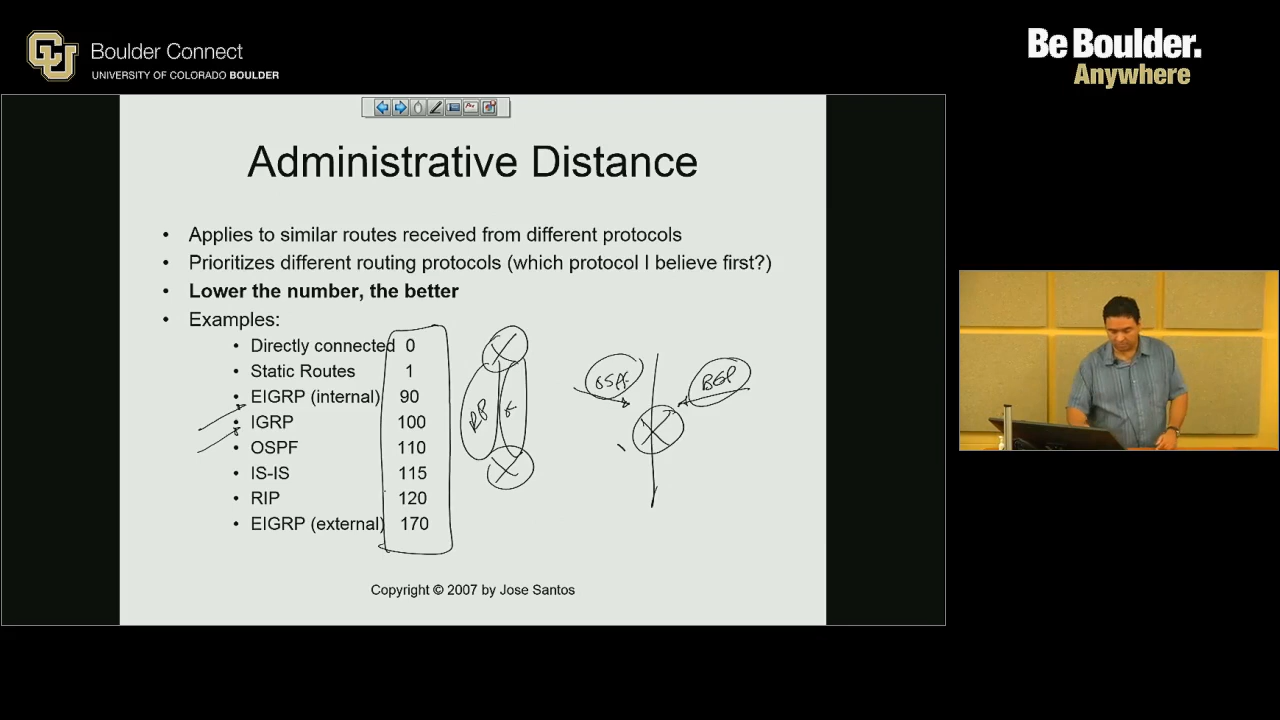 Boulder Connect
UNIVERSITY OF COLORADO BOULDER
Be Boulder.
Anywhere
Administrative Distance
• Applies to similar routes received from different protocols
• Prioritizes different routing protocols (which protocol I believe first?)
• Lower the number, the better
• Examples:
• Directly connected 0
• Static Routes 1
• EIGRP (internal) 90
• IGRP 100
• OSPF 110
• IS-IS 115
• RIP 120
• EIGRP (external) 170
OSPF
BGP
Copyright © 2007 by Jose Santos